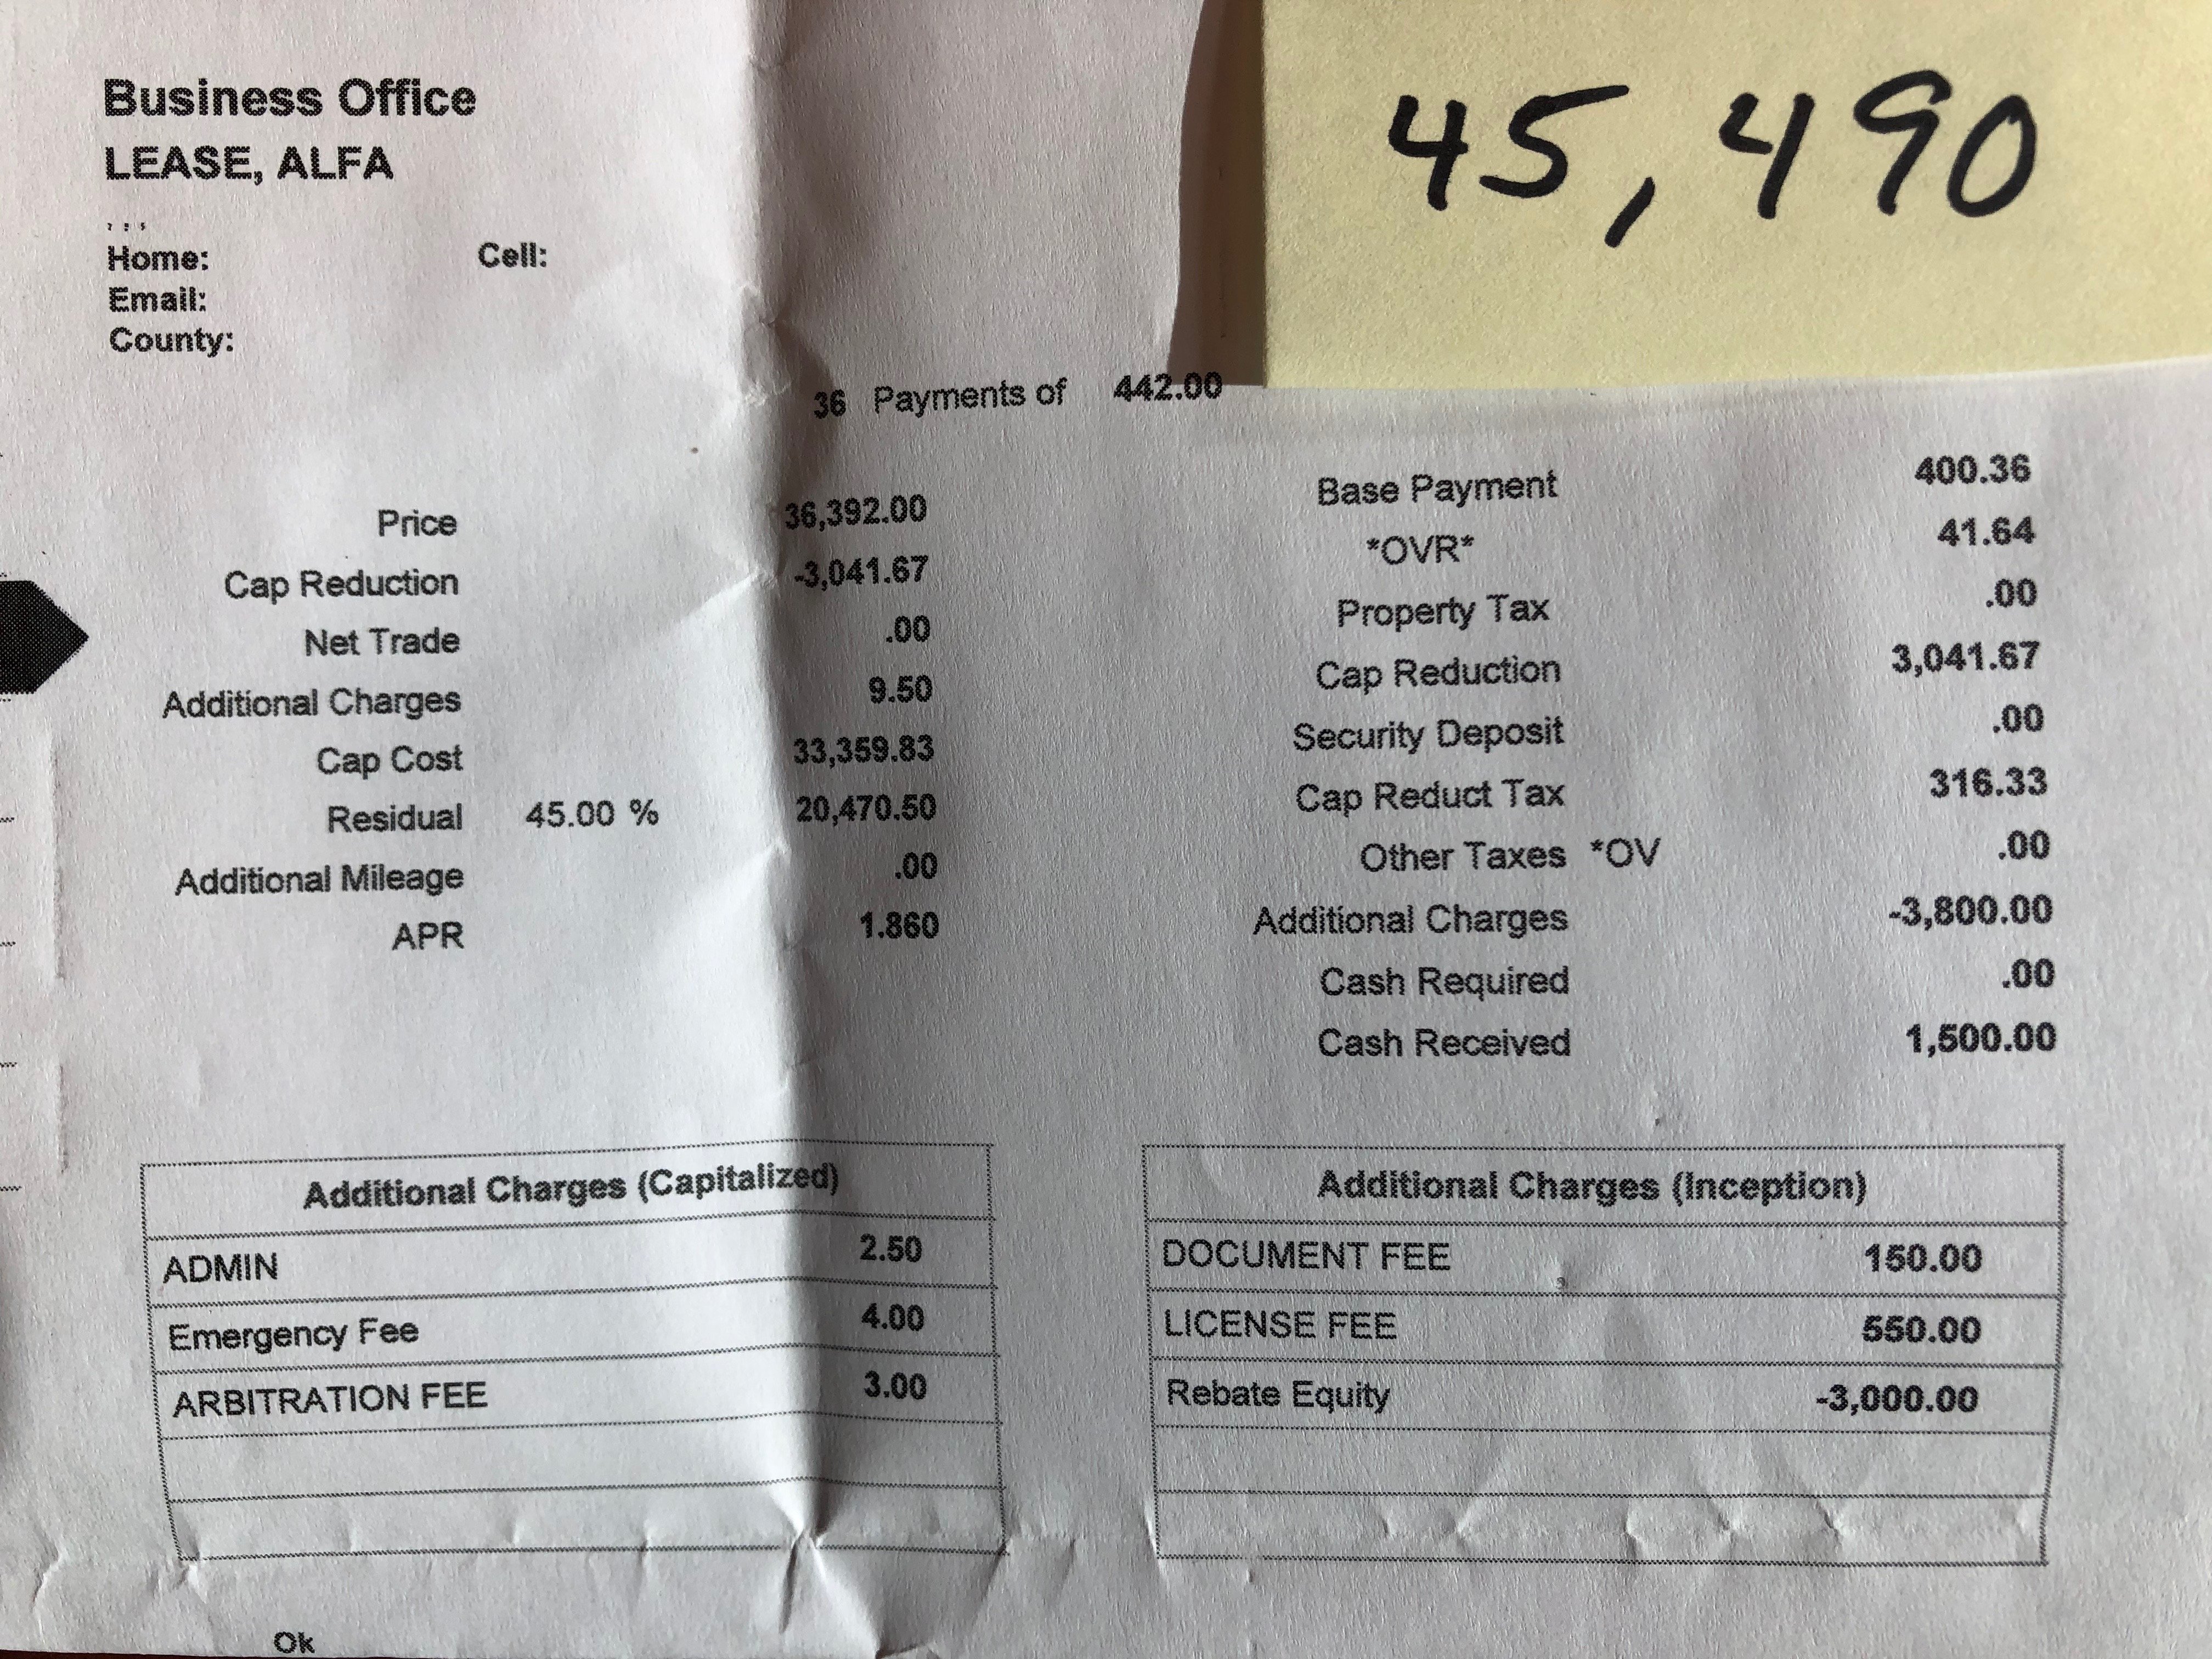 45,490
Business Office
LEASE, ALFA
, , ,
Home: Cell:
Email:
County:
36 Payments of 442.00
Price 36,392.00
Cap Reduction -3,041.67
Net Trade .00
Additional Charges 9.50
Cap Cost 33,359.83
Residual 45.00 % 20,470.50
Additional Mileage .00
APR 1.860
Base Payment 400.36
*OVR* 41.64
Property Tax .00
Cap Reduction 3,041.67
Security Deposit .00
Cap Reduct Tax 316.33
Other Taxes *OV .00
Additional Charges -3,800.00
Cash Required .00
Cash Received 1,500.00
Additional Charges (Capitalized)
ADMIN 2.50
Emergency Fee 4.00
ARBITRATION FEE 3.00
Additional Charges (Inception)
DOCUMENT FEE 150.00
LICENSE FEE 550.00
Rebate Equity -3,000.00
Ok